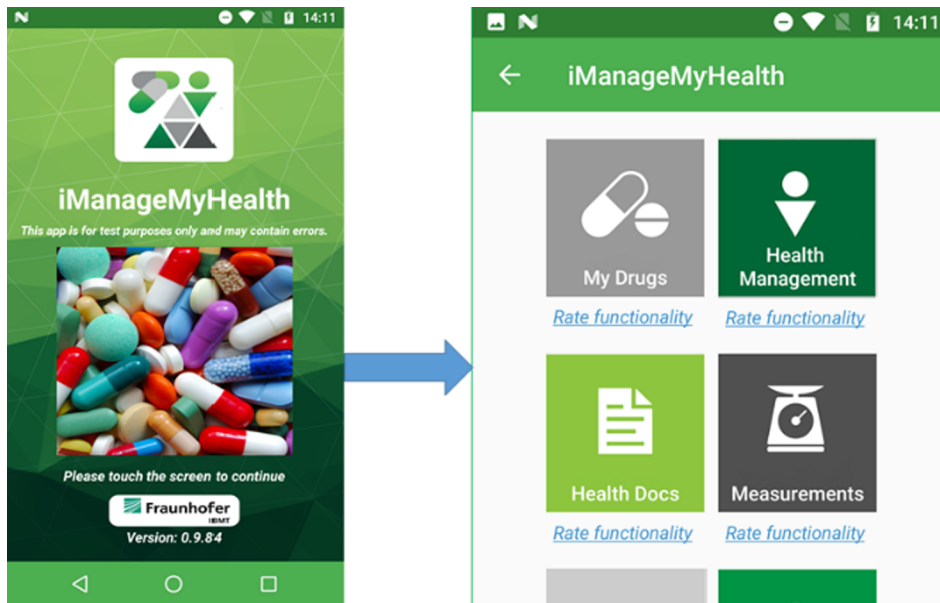 14:11
iManageMyHealth
This app is for test purposes only and may contain errors.
Please touch the screen to continue
Fraunhofer
IBMT
Version: 0.9.84
14:11
iManageMyHealth
My Drugs
Health
Management
Rate functionality
Rate functionality
Health Docs
Measurements
Rate functionality
Rate functionality